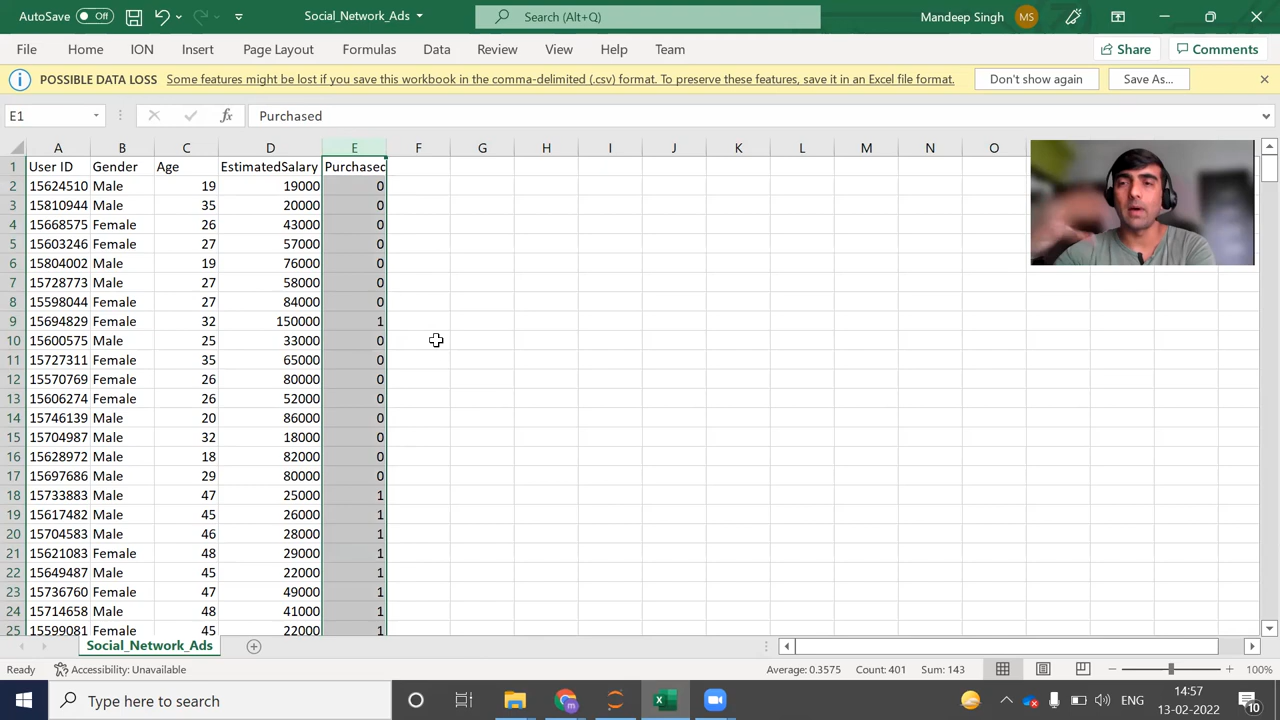 AutoSave Off Social_Network_Ads Search (Alt+Q) Mandeep Singh MS
File Home ION Insert Page Layout Formulas Data Review View Help Team Share Comments
POSSIBLE DATA LOSS Some features might be lost if you save this workbook in the comma-delimited (.csv) format. To preserve these features, save it in an Excel file format. Don't show again Save As...
E1 fx Purchased
A B C D E F G H I J K L M N O
1 User ID Gender Age EstimatedSalary Purchased
2 15624510 Male 19 19000 0
3 15810944 Male 35 20000 0
4 15668575 Female 26 43000 0
5 15603246 Female 27 57000 0
6 15804002 Male 19 76000 0
7 15728773 Male 27 58000 0
8 15598044 Female 27 84000 0
9 15694829 Female 32 150000 1
10 15600575 Male 25 33000 0
11 15727311 Female 35 65000 0
12 15570769 Female 26 80000 0
13 15606274 Female 26 52000 0
14 15746139 Male 20 86000 0
15 15704987 Male 32 18000 0
16 15628972 Male 18 82000 0
17 15697686 Male 29 80000 0
18 15733883 Male 47 25000 1
19 15617482 Male 45 26000 1
20 15704583 Male 46 28000 1
21 15621083 Female 48 29000 1
22 15649487 Male 45 22000 1
23 15736760 Female 47 49000 1
24 15714658 Male 48 41000 1
25 15599081 Female 45 22000 1
Social_Network_Ads
Ready Accessibility: Unavailable Average: 0.3575 Count: 401 Sum: 143 100%
Type here to search ENG 14:57
13-02-2022 10